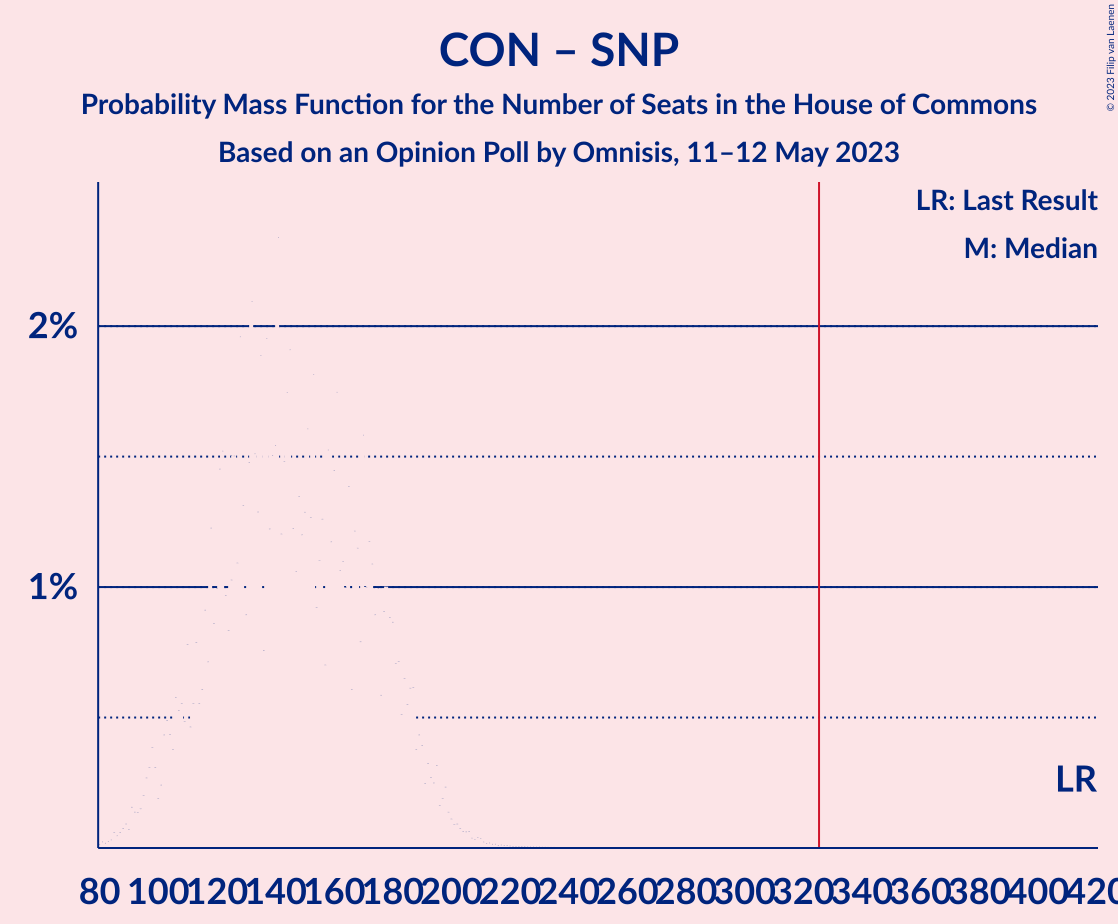 CON – SNP
Probability Mass Function for the Number of Seats in the House of Commons
Based on an Opinion Poll by Omnisis, 11–12 May 2023
© 2023 Filip van Laenen
LR: Last Result
M: Median
2%
1%
LR
80 100 120 140 160 180 200 220 240 260 280 300 320 340 360 380 400 420